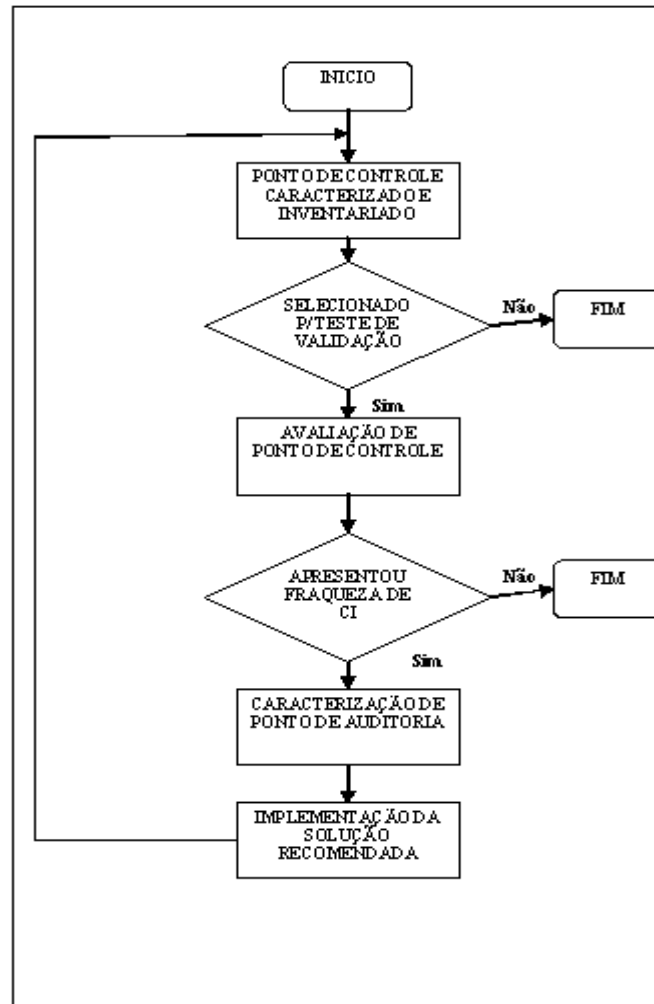 INICIO
PONTO DE CONTROLE
CARACTERIZADO E
INVENTARIADO
SELECIONADO
P/TESTE DE
VALIDAÇÃO
Não
FIM
Sim
AVALIAÇÃO DE
PONTO DE CONTROLE
APRESENTOU
FRAQUEZA DE
CI
Não
FIM
Sim
CARACTERIZAÇÃO DE
PONTO DE AUDITORIA
IMPLEMENTAÇÃO DA
SOLUÇÃO
RECOMENDADA